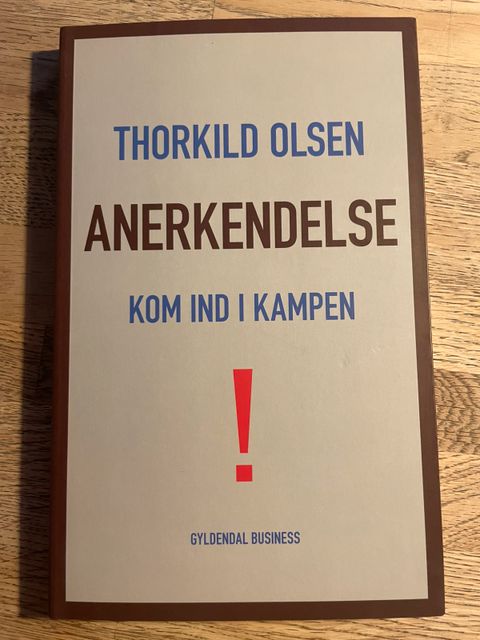 THORKILD OLSEN
ANERKENDELSE
KOM IND I KAMPEN
!
GYLDENDAL BUSINESS